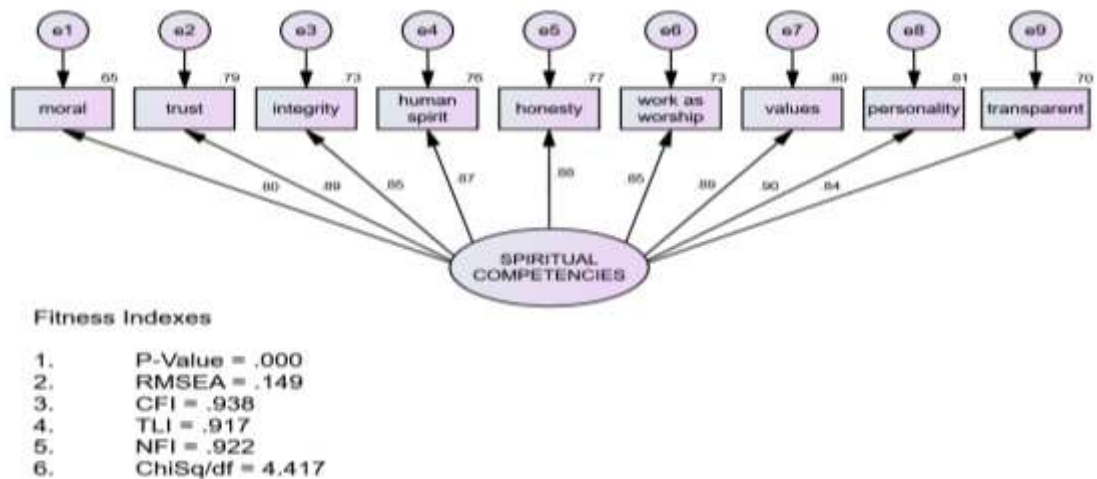 e1 e2 e3 e4 e5 e6 e7 e8 e9
.65 .79 .73 .76 .77 .73 .80 .81 .70
moral trust integrity human spirit honesty work as worship values personality transparent
.80 .89 .85 .87 .88 .85 .89 .90 .84
SPIRITUAL
COMPETENCIES
Fitness Indexes
1. P-Value = .000
2. RMSEA = .149
3. CFI = .938
4. TLI = .917
5. NFI = .922
6. ChiSq/df = 4.417